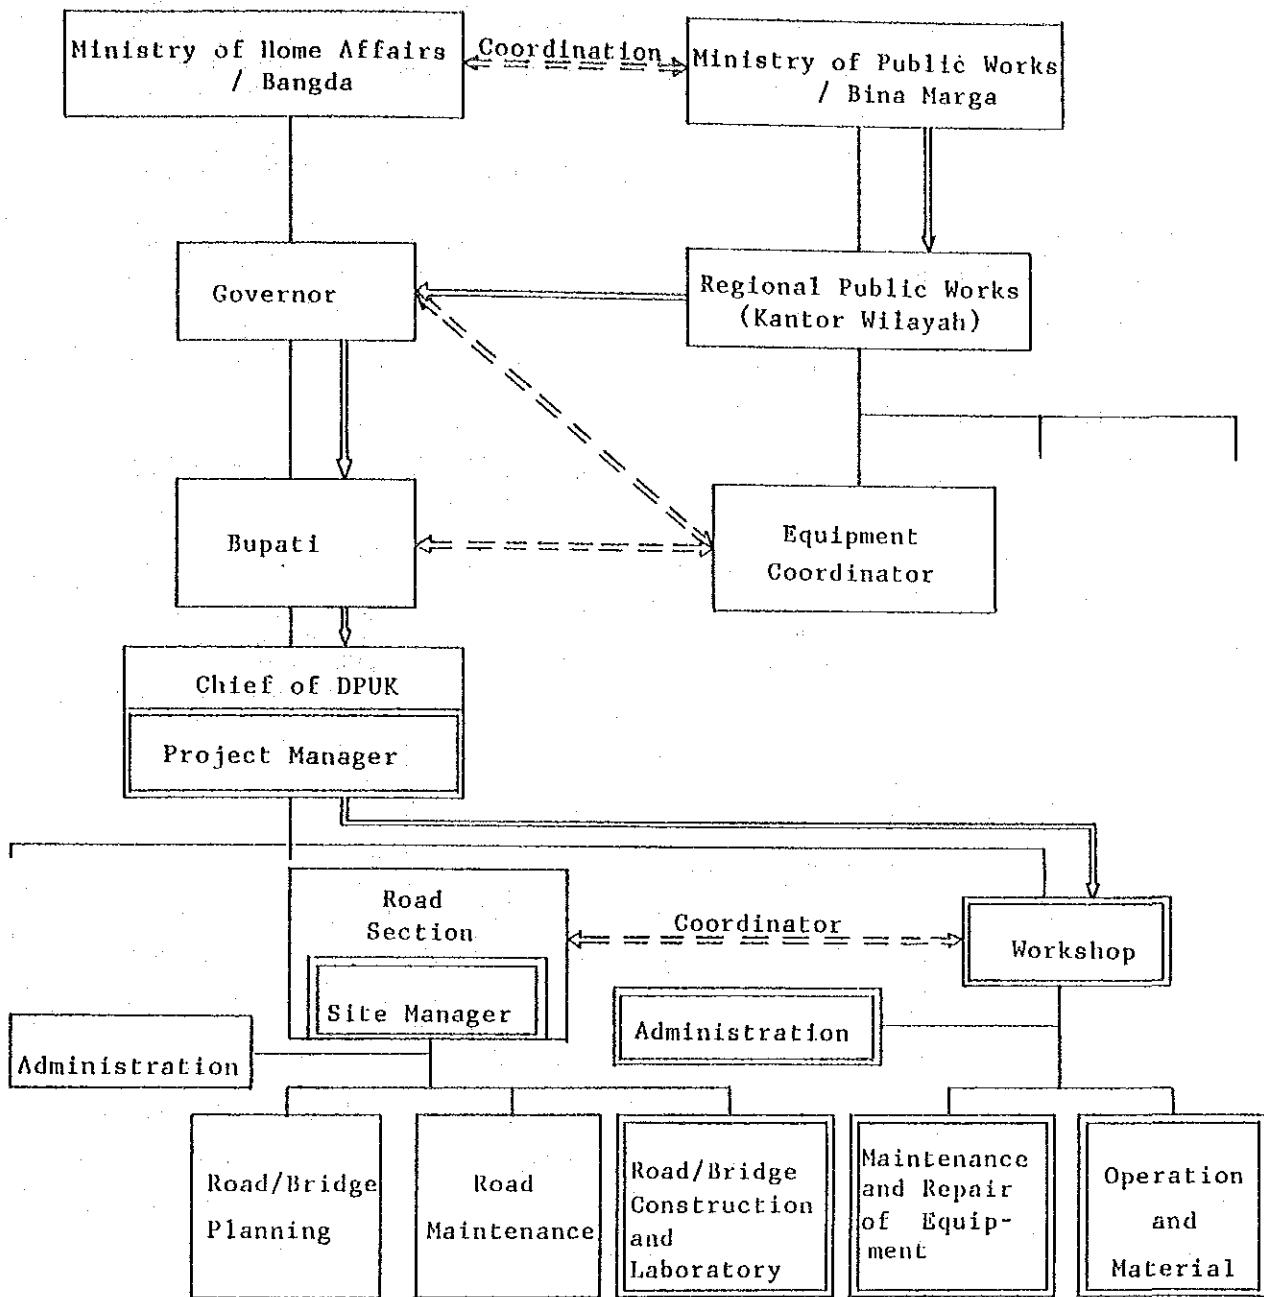 Ministry of Home Affairs
/ Bangda
Coordination
Ministry of Public Works
/ Bina Marga
Governor
Regional Public Works
(Kantor Wilayah)
Bupati
Equipment
Coordinator
Chief of DPUK
Project Manager
Road
Section
Site Manager
Coordinator
Workshop
Administration
Administration
Road/Bridge
Planning
Road
Maintenance
Road/Bridge
Construction
and
Laboratory
Maintenance
and Repair
of Equip-
ment
Operation
and
Material